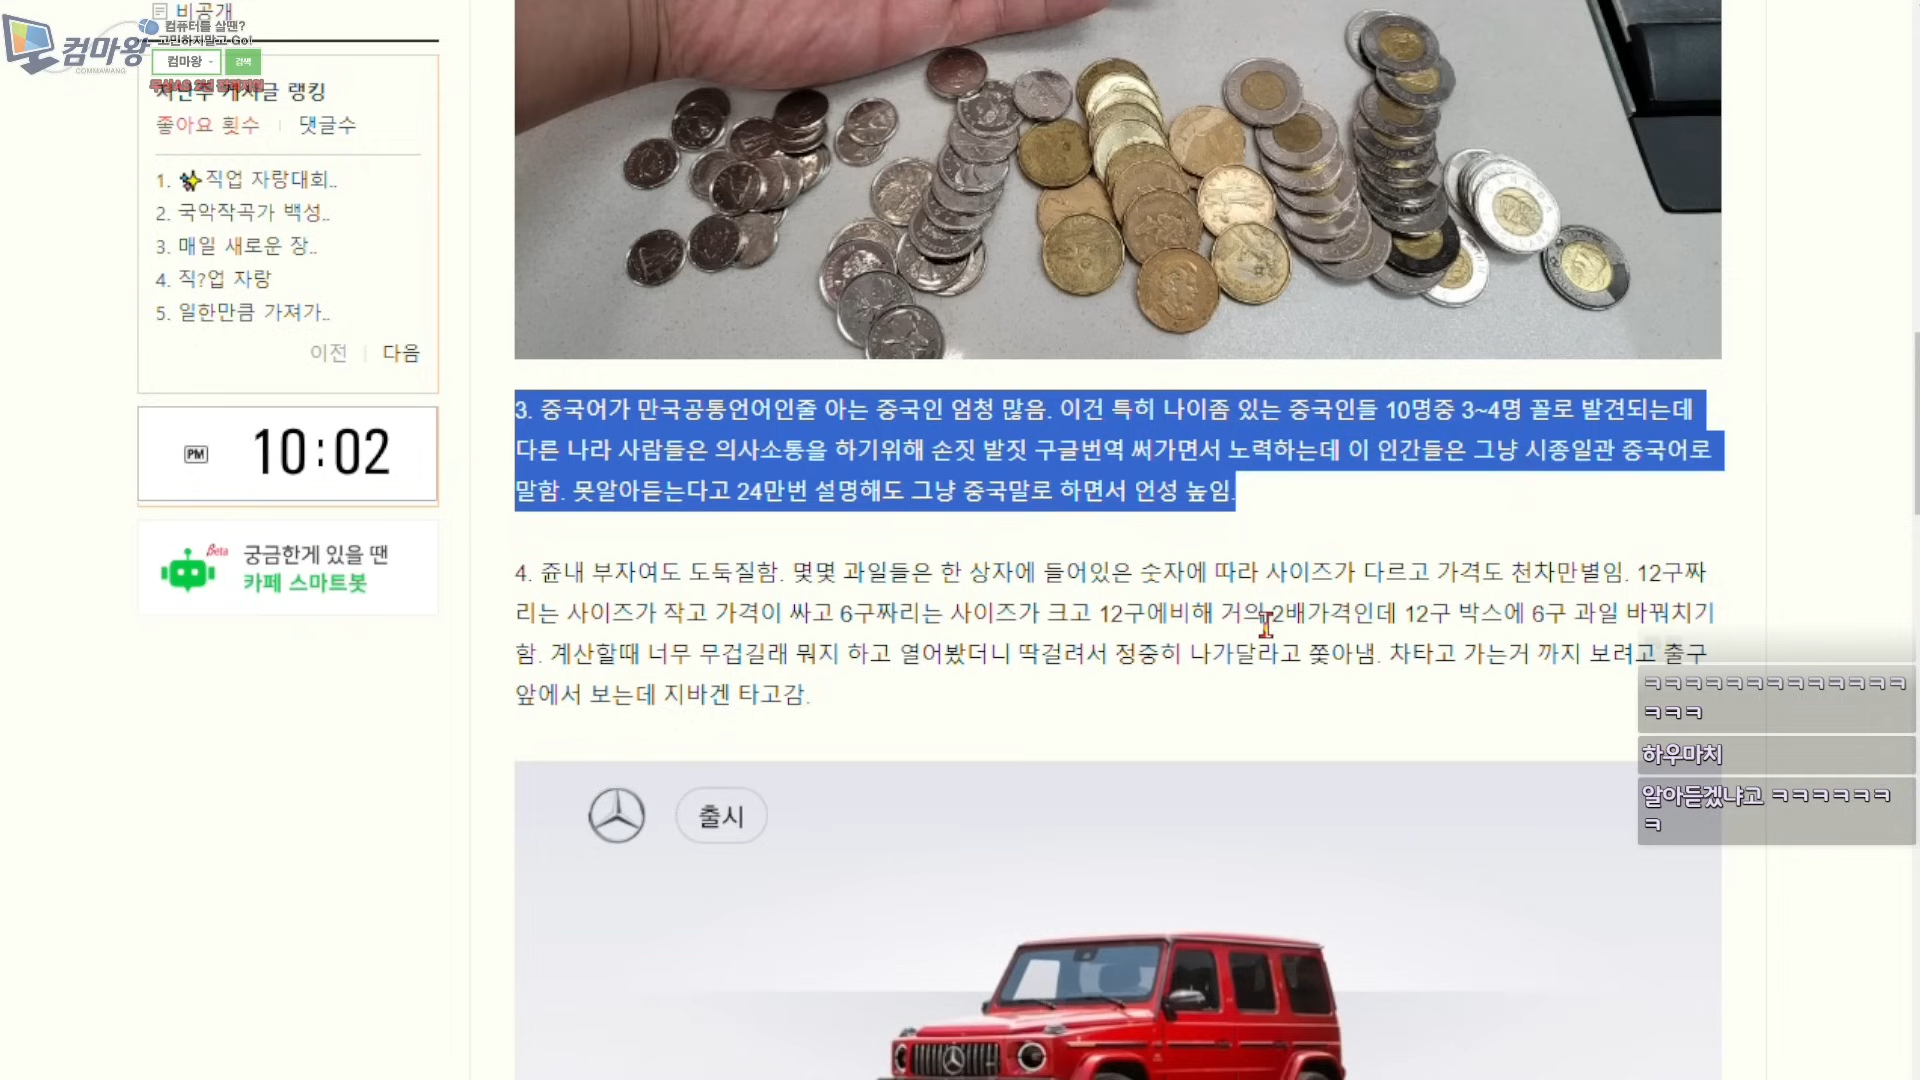 비공개
컴퓨터를 살땐?
고민하지말고 Go!
컴마왕
COMMAWANG
컴마왕
검색
지난주 게시글 랭킹
좋아요 횟수
댓글수
1. ✨직업 자랑대회..
2. 국악작곡가 백성..
3. 매일 새로운 장..
4. 직?업 자랑
5. 일한만큼 가져가..
이전
다음
PM 10:02
Beta
궁금한게 있을 땐
카페 스마트봇
3. 중국어가 만국공통언어인줄 아는 중국인 엄청 많음. 이건 특히 나이좀 있는 중국인들 10명중 3~4명 꼴로 발견되는데
다른 나라 사람들은 의사소통을 하기위해 손짓 발짓 구글번역 써가면서 노력하는데 이 인간들은 그냥 시종일관 중국어로
말함. 못알아듣는다고 24만번 설명해도 그냥 중국말로 하면서 언성 높임.
4. 쥰내 부자여도 도둑질함. 몇몇 과일들은 한 상자에 들어있은 숫자에 따라 사이즈가 다르고 가격도 천차만별임. 12구짜
리는 사이즈가 작고 가격이 싸고 6구짜리는 사이즈가 크고 12구에비해 거의 2배가격인데 12구 박스에 6구 과일 바꿔치기
함. 계산할때 너무 무겁길래 뭐지 하고 열어봤더니 딱걸려서 정중히 나가달라고 쫓아냄. 차타고 가는거 까지 보려고 출구
앞에서 보는데 지바겐 타고감.
출시
ㅋㅋㅋㅋㅋㅋㅋㅋㅋㅋㅋㅋㅋ
ㅋㅋㅋ
하우마치
알아듣겠냐고 ㅋㅋㅋㅋㅋㅋ
ㅋ